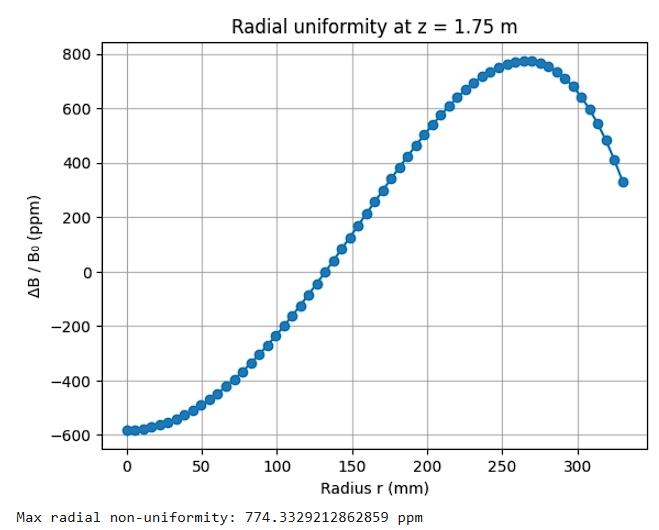 Radial uniformity at z = 1.75 m
800
600
400
200
0
−200
−400
−600
ΔB / B₀ (ppm)
0 50 100 150 200 250 300
Radius r (mm)
Max radial non-uniformity: 774.3329212862859 ppm